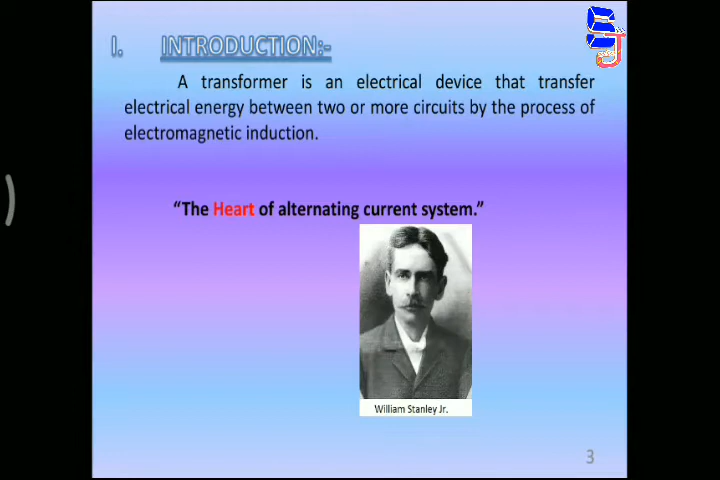 SJ
I. INTRODUCTION:-
A transformer is an electrical device that transfer
electrical energy between two or more circuits by the process of
electromagnetic induction.
“The Heart of alternating current system.”
William Stanley Jr.
3